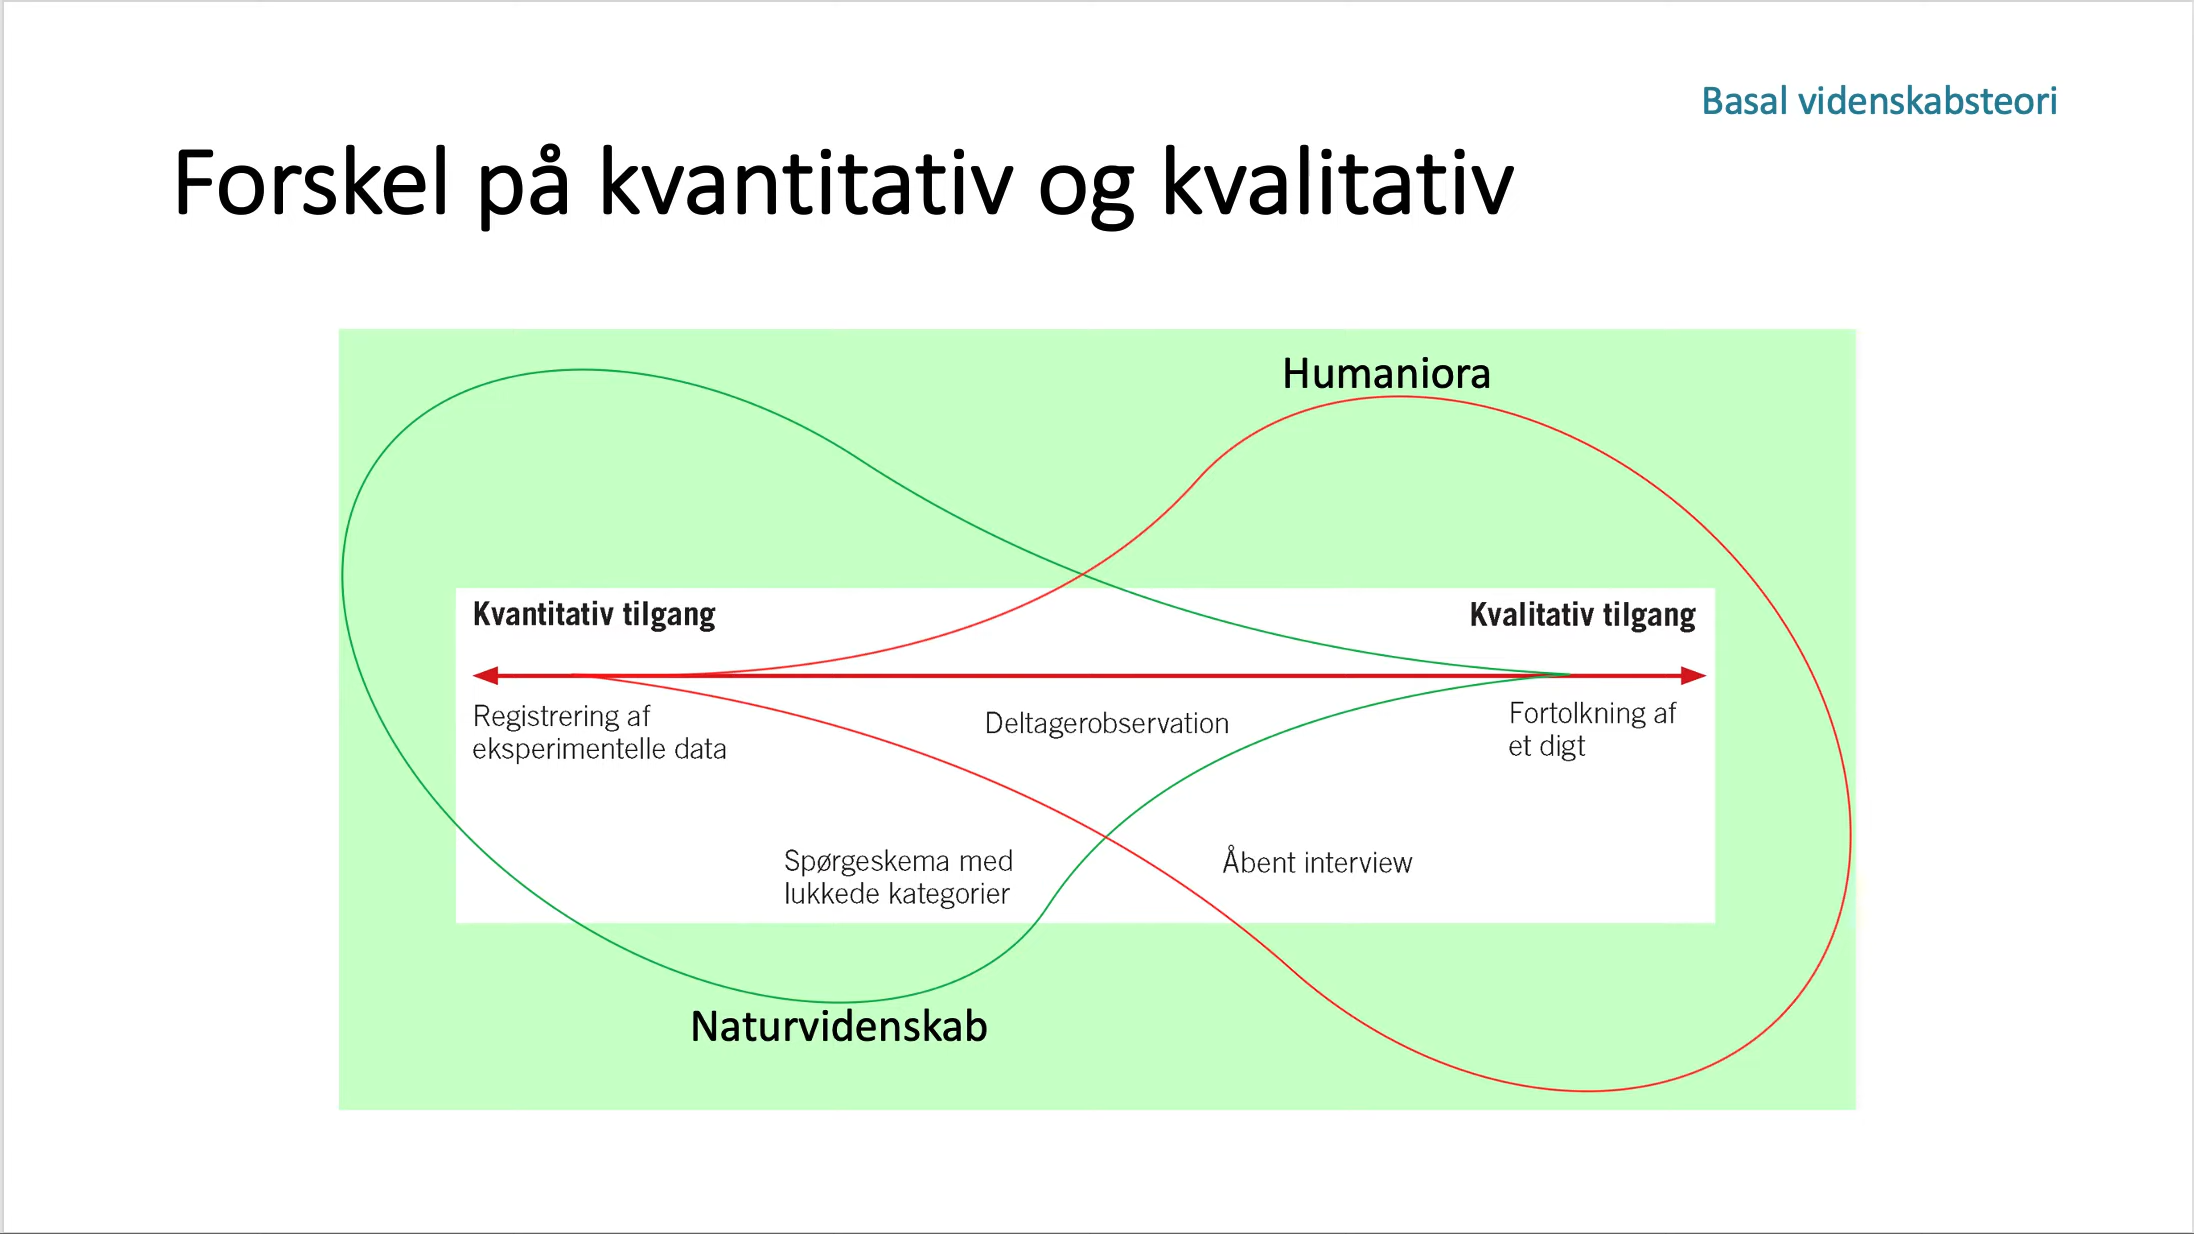 Basal videnskabsteori
Forskel på kvantitativ og kvalitativ
Humaniora
Kvantitativ tilgang
Kvalitativ tilgang
Registrering af
eksperimentelle data
Deltagerobservation
Fortolkning af
et digt
Spørgeskema med
lukkede kategorier
Åbent interview
Naturvidenskab